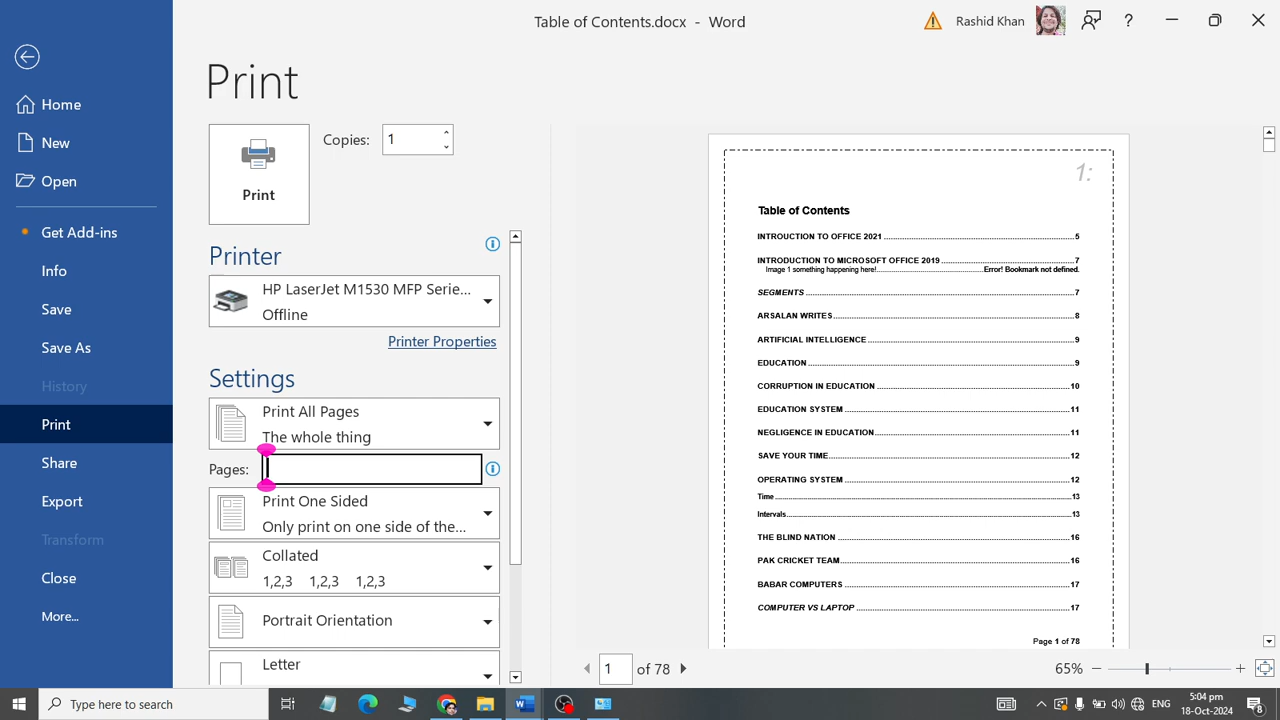 Table of Contents.docx - Word
Rashid Khan
?
Print
Home
New
Open
Get Add-ins
Info
Save
Save As
History
Print
Share
Export
Transform
Close
More...
Print
Copies: 1
Printer
HP LaserJet M1530 MFP Serie...
Offline
Printer Properties
Settings
Print All Pages
The whole thing
Pages:
Print One Sided
Only print on one side of the...
Collated
1,2,3 1,2,3 1,2,3
Portrait Orientation
Letter
1:
Table of Contents
INTROUCTION TO OFFICE 2021 ...... 5
INTRODUCTION TO MICROSOFT OFFICE 2019 ...... 7
Image 1 something happening here! ...... Error! Bookmark not defined.
SEGMENTS ...... 7
ARSALAN WRITES ...... 8
ARTIFICIAL INTELLIGENCE ...... 9
EDUCATION ...... 9
CORRUPTION IN EDUCATION ...... 10
EDUCATION SYSTEM ...... 11
NEGLIGENCE IN EDUCATION ...... 11
SAVE YOUR TIME ...... 12
OPERATING SYSTEM ...... 12
Time ...... 13
Intervals ...... 13
THE BLIND NATION ...... 16
PAK CRICKET TEAM ...... 16
BABAR COMPUTERS ...... 17
COMPUTER VS LAPTOP ...... 17
Page 1 of 78
1 of 78
65%
Type here to search
ENG
5:04 pm
18-Oct-2024
8